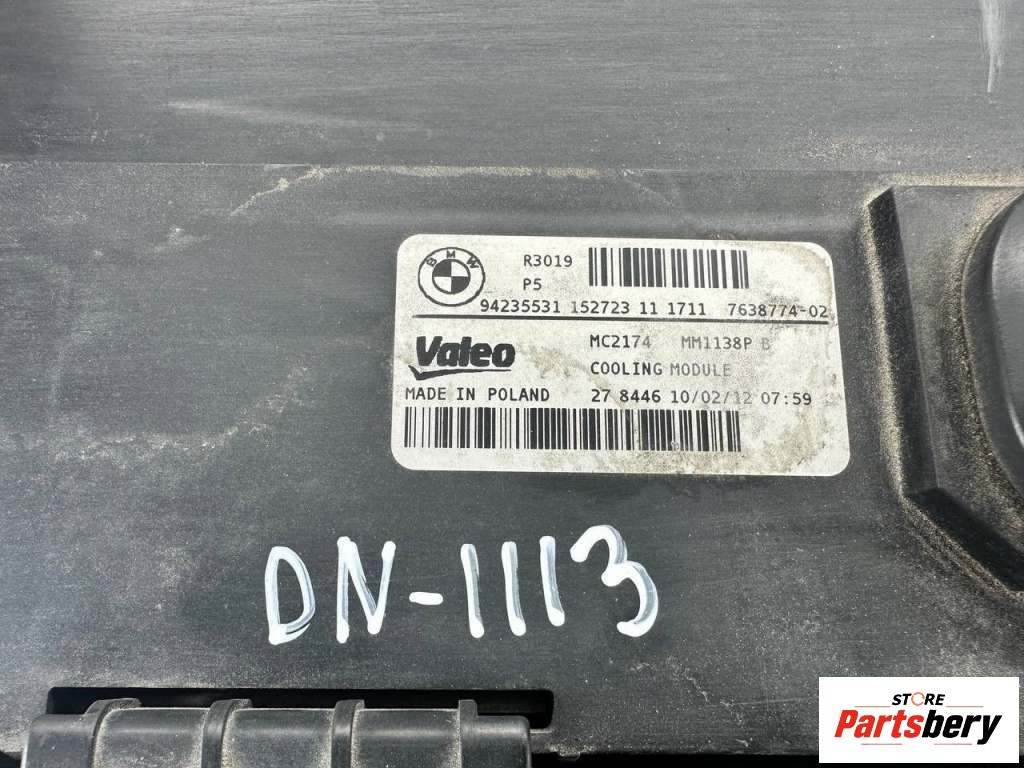 BMW
R3019
P5
94235531 152723 11 1711 7638774-02
Valeo
MC2174 MM1138P B
COOLING MODULE
MADE IN POLAND 27 8446 10/02/12 07:59
DN-1113
STORE
Partsbery